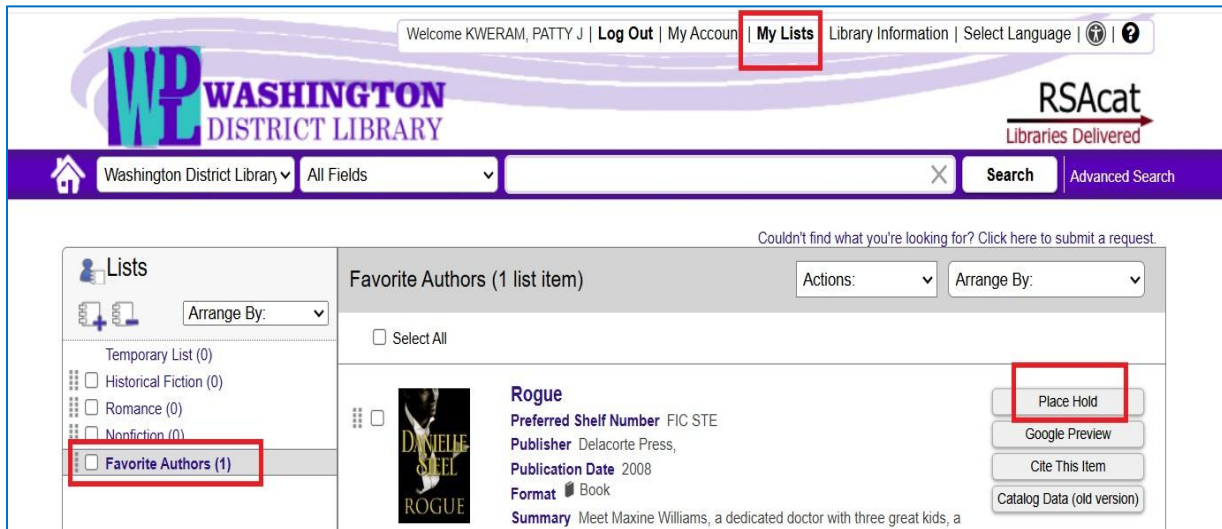 Welcome KWERAM, PATTY J | Log Out | My Account | My Lists Library Information | Select Language | | ?
WPL WASHINGTON
DISTRICT LIBRARY
RSAcat
Libraries Delivered
Washington District Library All Fields Search Advanced Search
Couldn't find what you're looking for? Click here to submit a request.
Lists
Arrange By:
Temporary List (0)
Historical Fiction (0)
Romance (0)
Nonfiction (0)
Favorite Authors (1)
Favorite Authors (1 list item) Actions: Arrange By:
Select All
DANIELLE
STEEL
ROGUE
Rogue
Preferred Shelf Number FIC STE
Publisher Delacorte Press,
Publication Date 2008
Format Book
Summary Meet Maxine Williams, a dedicated doctor with three great kids, a
Place Hold
Google Preview
Cite This Item
Catalog Data (old version)